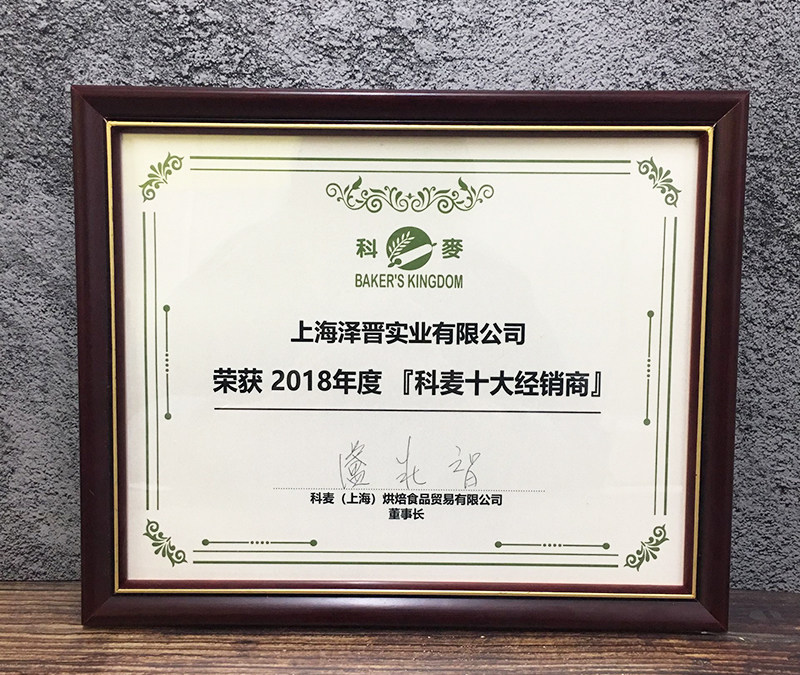 科麥
BAKER'S KINGDOM
上海泽晋实业有限公司
荣获 2018年度 『科麦十大经销商』
科麦（上海）烘焙食品贸易有限公司
董事长